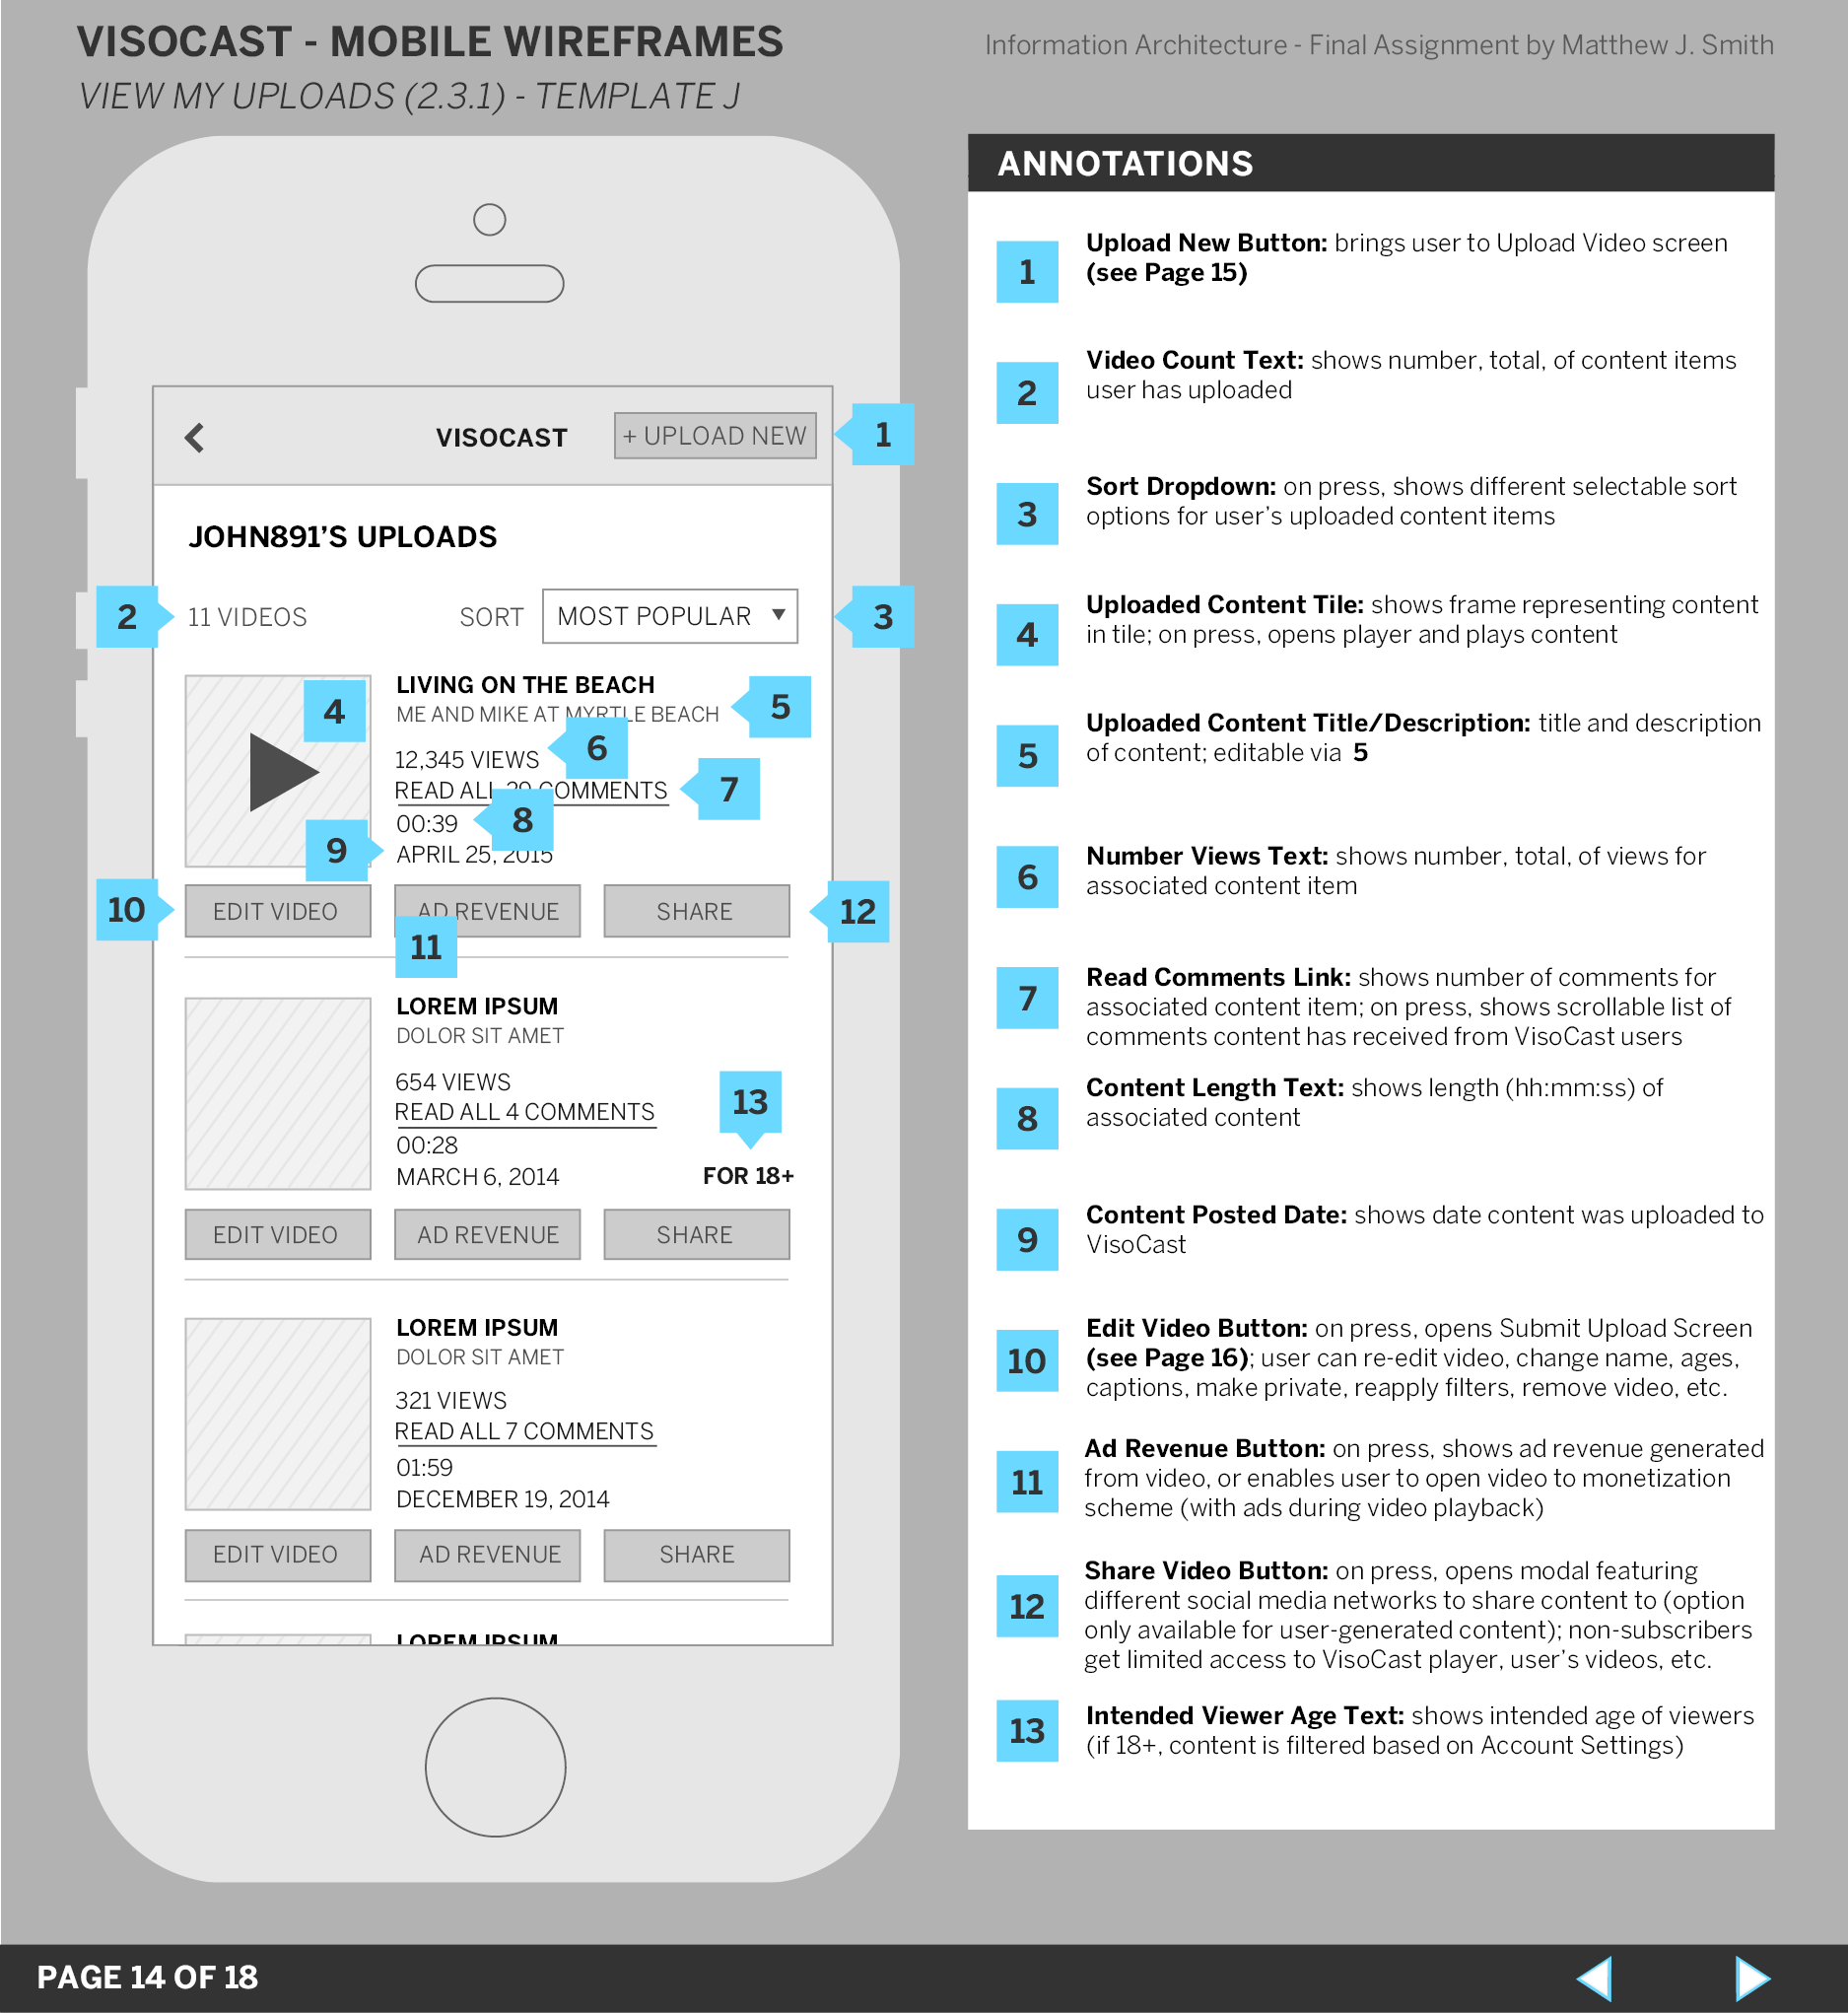 VISOCAST - MOBILE WIREFRAMES
Information Architecture - Final Assignment by Matthew J. Smith
VIEW MY UPLOADS (2.3.1) - TEMPLATE J
VISOCAST
+ UPLOAD NEW
1
JOHN891'S UPLOADS
2
11 VIDEOS
SORT
MOST POPULAR
3
4
LIVING ON THE BEACH
ME AND MIKE AT MYRTLE BEACH
5
12,345 VIEWS
6
READ ALL COMMENTS
7
00:39
8
9
APRIL 25, 2015
10
EDIT VIDEO
AD REVENUE
SHARE
12
11
LOREM IPSUM
DOLOR SIT AMET
654 VIEWS
READ ALL 4 COMMENTS
13
00:28
MARCH 6, 2014
FOR 18+
EDIT VIDEO
AD REVENUE
SHARE
LOREM IPSUM
DOLOR SIT AMET
321 VIEWS
READ ALL 7 COMMENTS
01:59
DECEMBER 19, 2014
EDIT VIDEO
AD REVENUE
SHARE
LOREM IPSUM
ANNOTATIONS
1
Upload New Button: brings user to Upload Video screen
(see Page 15)
2
Video Count Text: shows number, total, of content items
user has uploaded
3
Sort Dropdown: on press, shows different selectable sort
options for user's uploaded content items
4
Uploaded Content Tile: shows frame representing content
in tile; on press, opens player and plays content
5
Uploaded Content Title/Description: title and description
of content; editable via 5
6
Number Views Text: shows number, total, of views for
associated content item
7
Read Comments Link: shows number of comments for
associated content item; on press, shows scrollable list of
comments content has received from VisoCast users
8
Content Length Text: shows length (hh:mm:ss) of
associated content
9
Content Posted Date: shows date content was uploaded to
VisoCast
10
Edit Video Button: on press, opens Submit Upload Screen
(see Page 16); user can re-edit video, change name, ages,
captions, make private, reapply filters, remove video, etc.
11
Ad Revenue Button: on press, shows ad revenue generated
from video, or enables user to open video to monetization
scheme (with ads during video playback)
12
Share Video Button: on press, opens modal featuring
different social media networks to share content to (option
only available for user-generated content); non-subscribers
get limited access to VisoCast player, user's videos, etc.
13
Intended Viewer Age Text: shows intended age of viewers
(if 18+, content is filtered based on Account Settings)
PAGE 14 OF 18